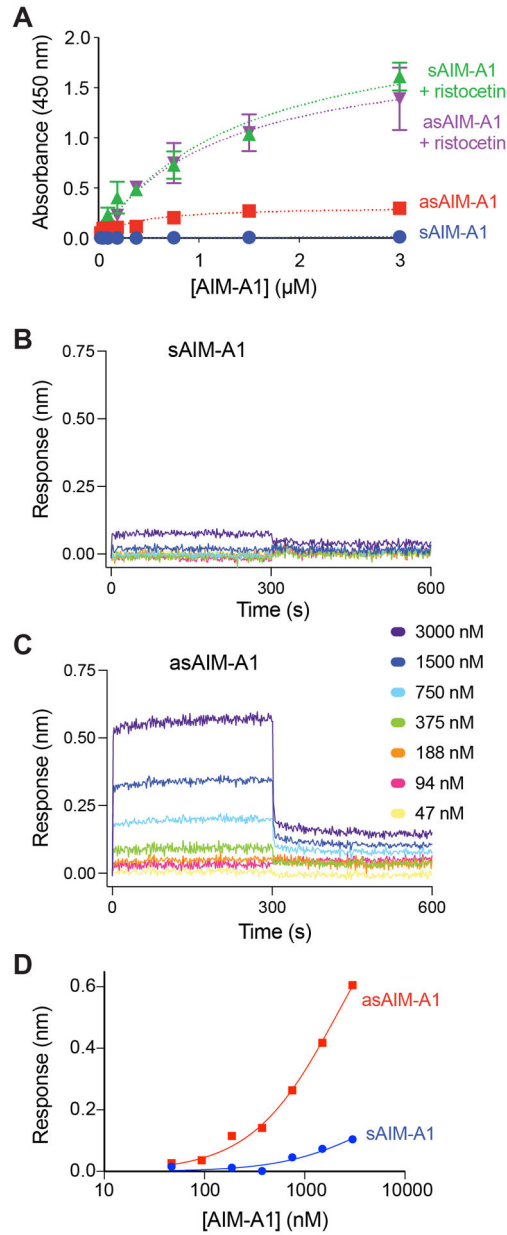 A
Absorbance (450 nm)
2.0
1.5
1.0
0.5
0.0
0
1
2
3
[AIM-A1] (µM)
sAIM-A1
+ ristocetin
asAIM-A1
+ ristocetin
asAIM-A1
sAIM-A1
B
sAIM-A1
Response (nm)
0.75
0.50
0.25
0.00
0
300
600
Time (s)
C
asAIM-A1
Response (nm)
0.75
0.50
0.25
0.00
0
300
600
Time (s)
3000 nM
1500 nM
750 nM
375 nM
188 nM
94 nM
47 nM
D
Response (nm)
0.6
0.4
0.2
0.0
10
100
1000
10000
[AIM-A1] (nM)
asAIM-A1
sAIM-A1